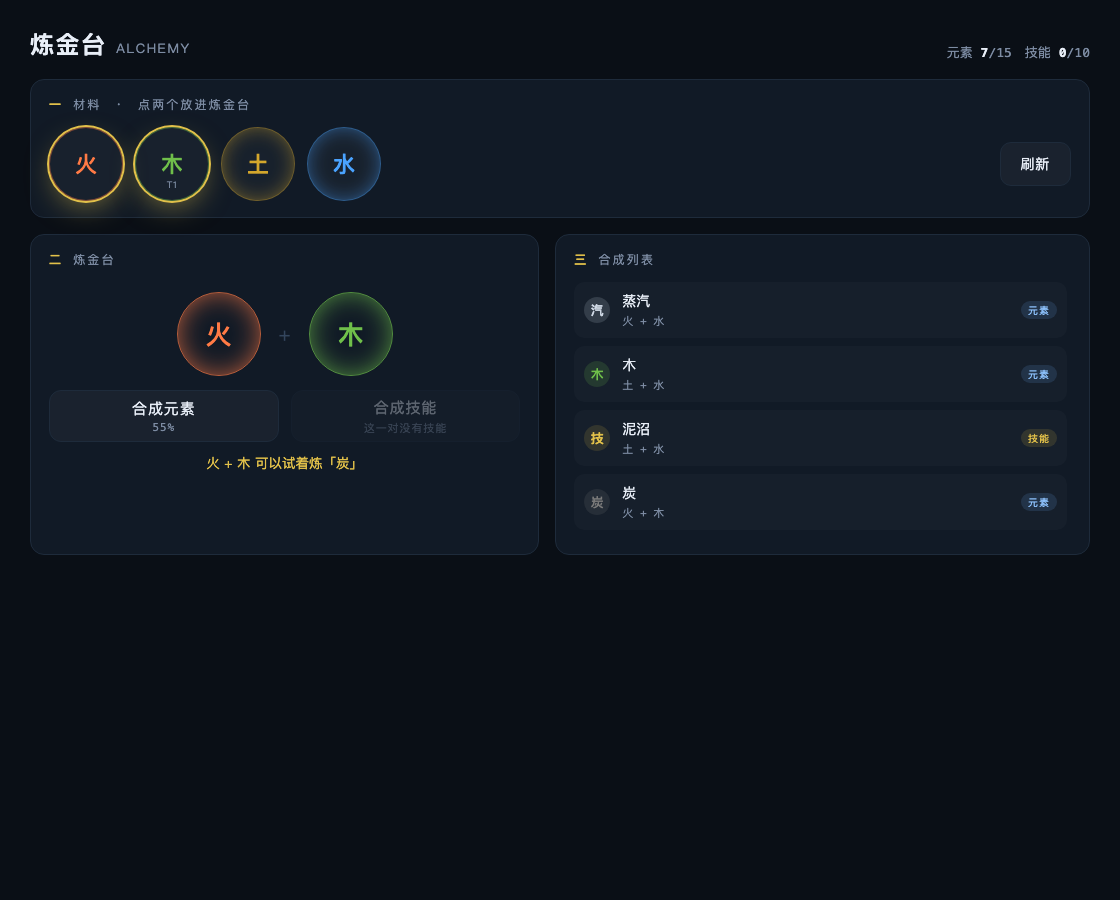 炼金台 ALCHEMY
元素 7/15 技能 0/10
一 材料 · 点两个放进炼金台
火
木
T1
土
水
刷新
二 炼金台
火 + 木
合成元素
55%
合成技能
这一对没有技能
火 + 木 可以试着炼「炭」
三 合成列表
汽
蒸汽
火 + 水
元素
木
木
土 + 水
元素
技
泥沼
土 + 水
技能
炭
炭
火 + 木
元素